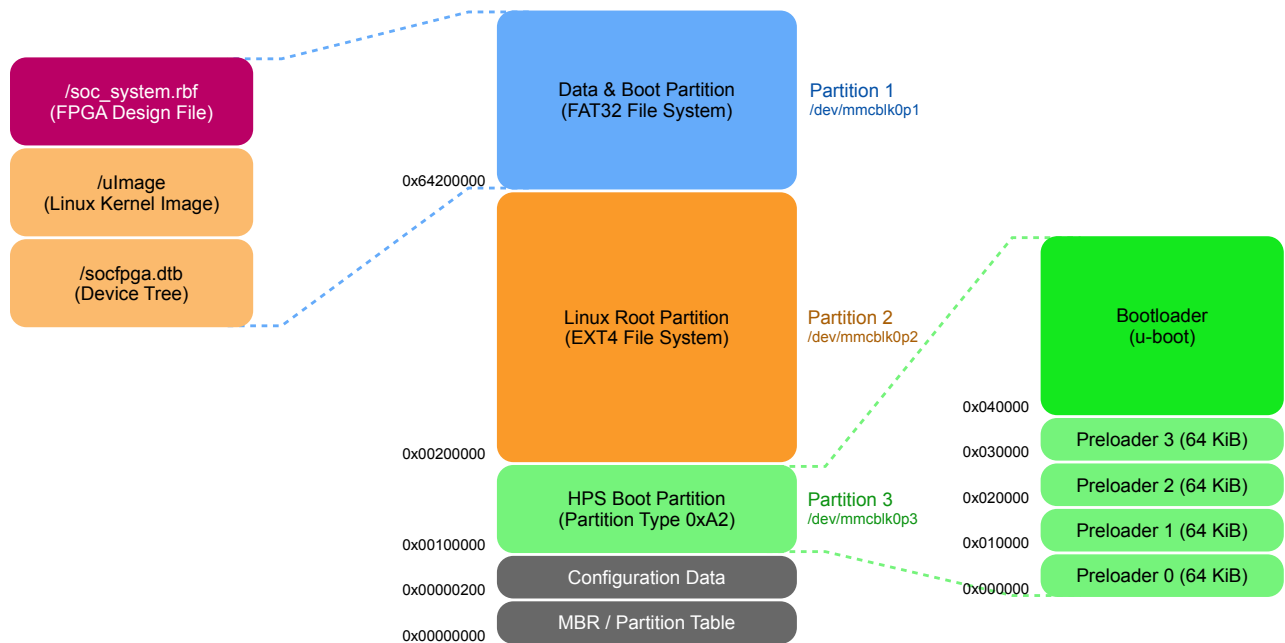 /soc_system.rbf
(FPGA Design File)
/uImage
(Linux Kernel Image)
/socfpga.dtb
(Device Tree)
Data & Boot Partition
(FAT32 File System)
Partition 1
/dev/mmcblk0p1
0x64200000
Linux Root Partition
(EXT4 File System)
Partition 2
/dev/mmcblk0p2
0x00200000
HPS Boot Partition
(Partition Type 0xA2)
Partition 3
/dev/mmcblk0p3
0x00100000
Configuration Data
0x00000200
MBR / Partition Table
0x00000000
Bootloader
(u-boot)
0x040000
Preloader 3 (64 KiB)
0x030000
Preloader 2 (64 KiB)
0x020000
Preloader 1 (64 KiB)
0x010000
Preloader 0 (64 KiB)
0x000000